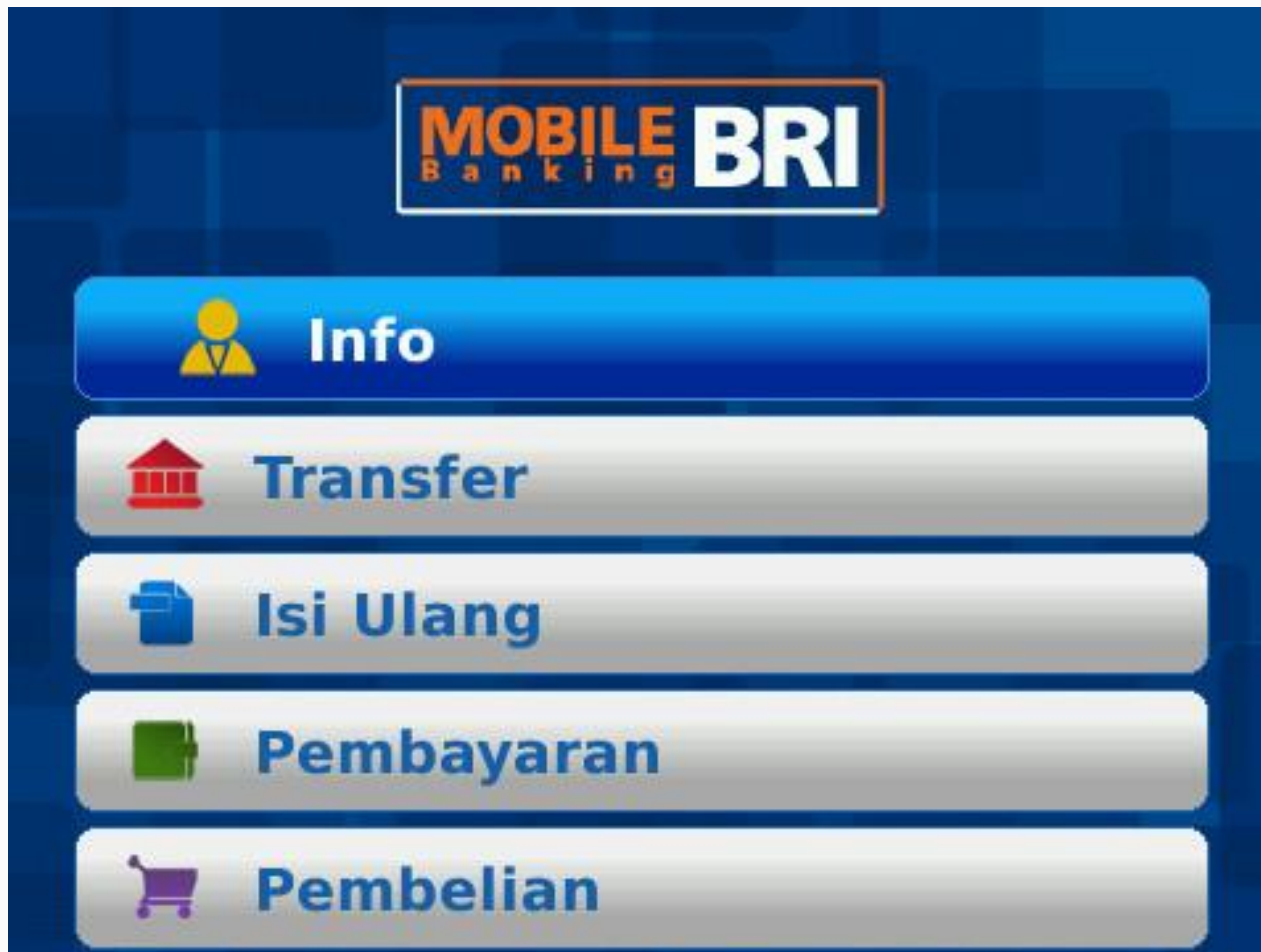 MOBILE BRI
Banking
Info
Transfer
Isi Ulang
Pembayaran
Pembelian